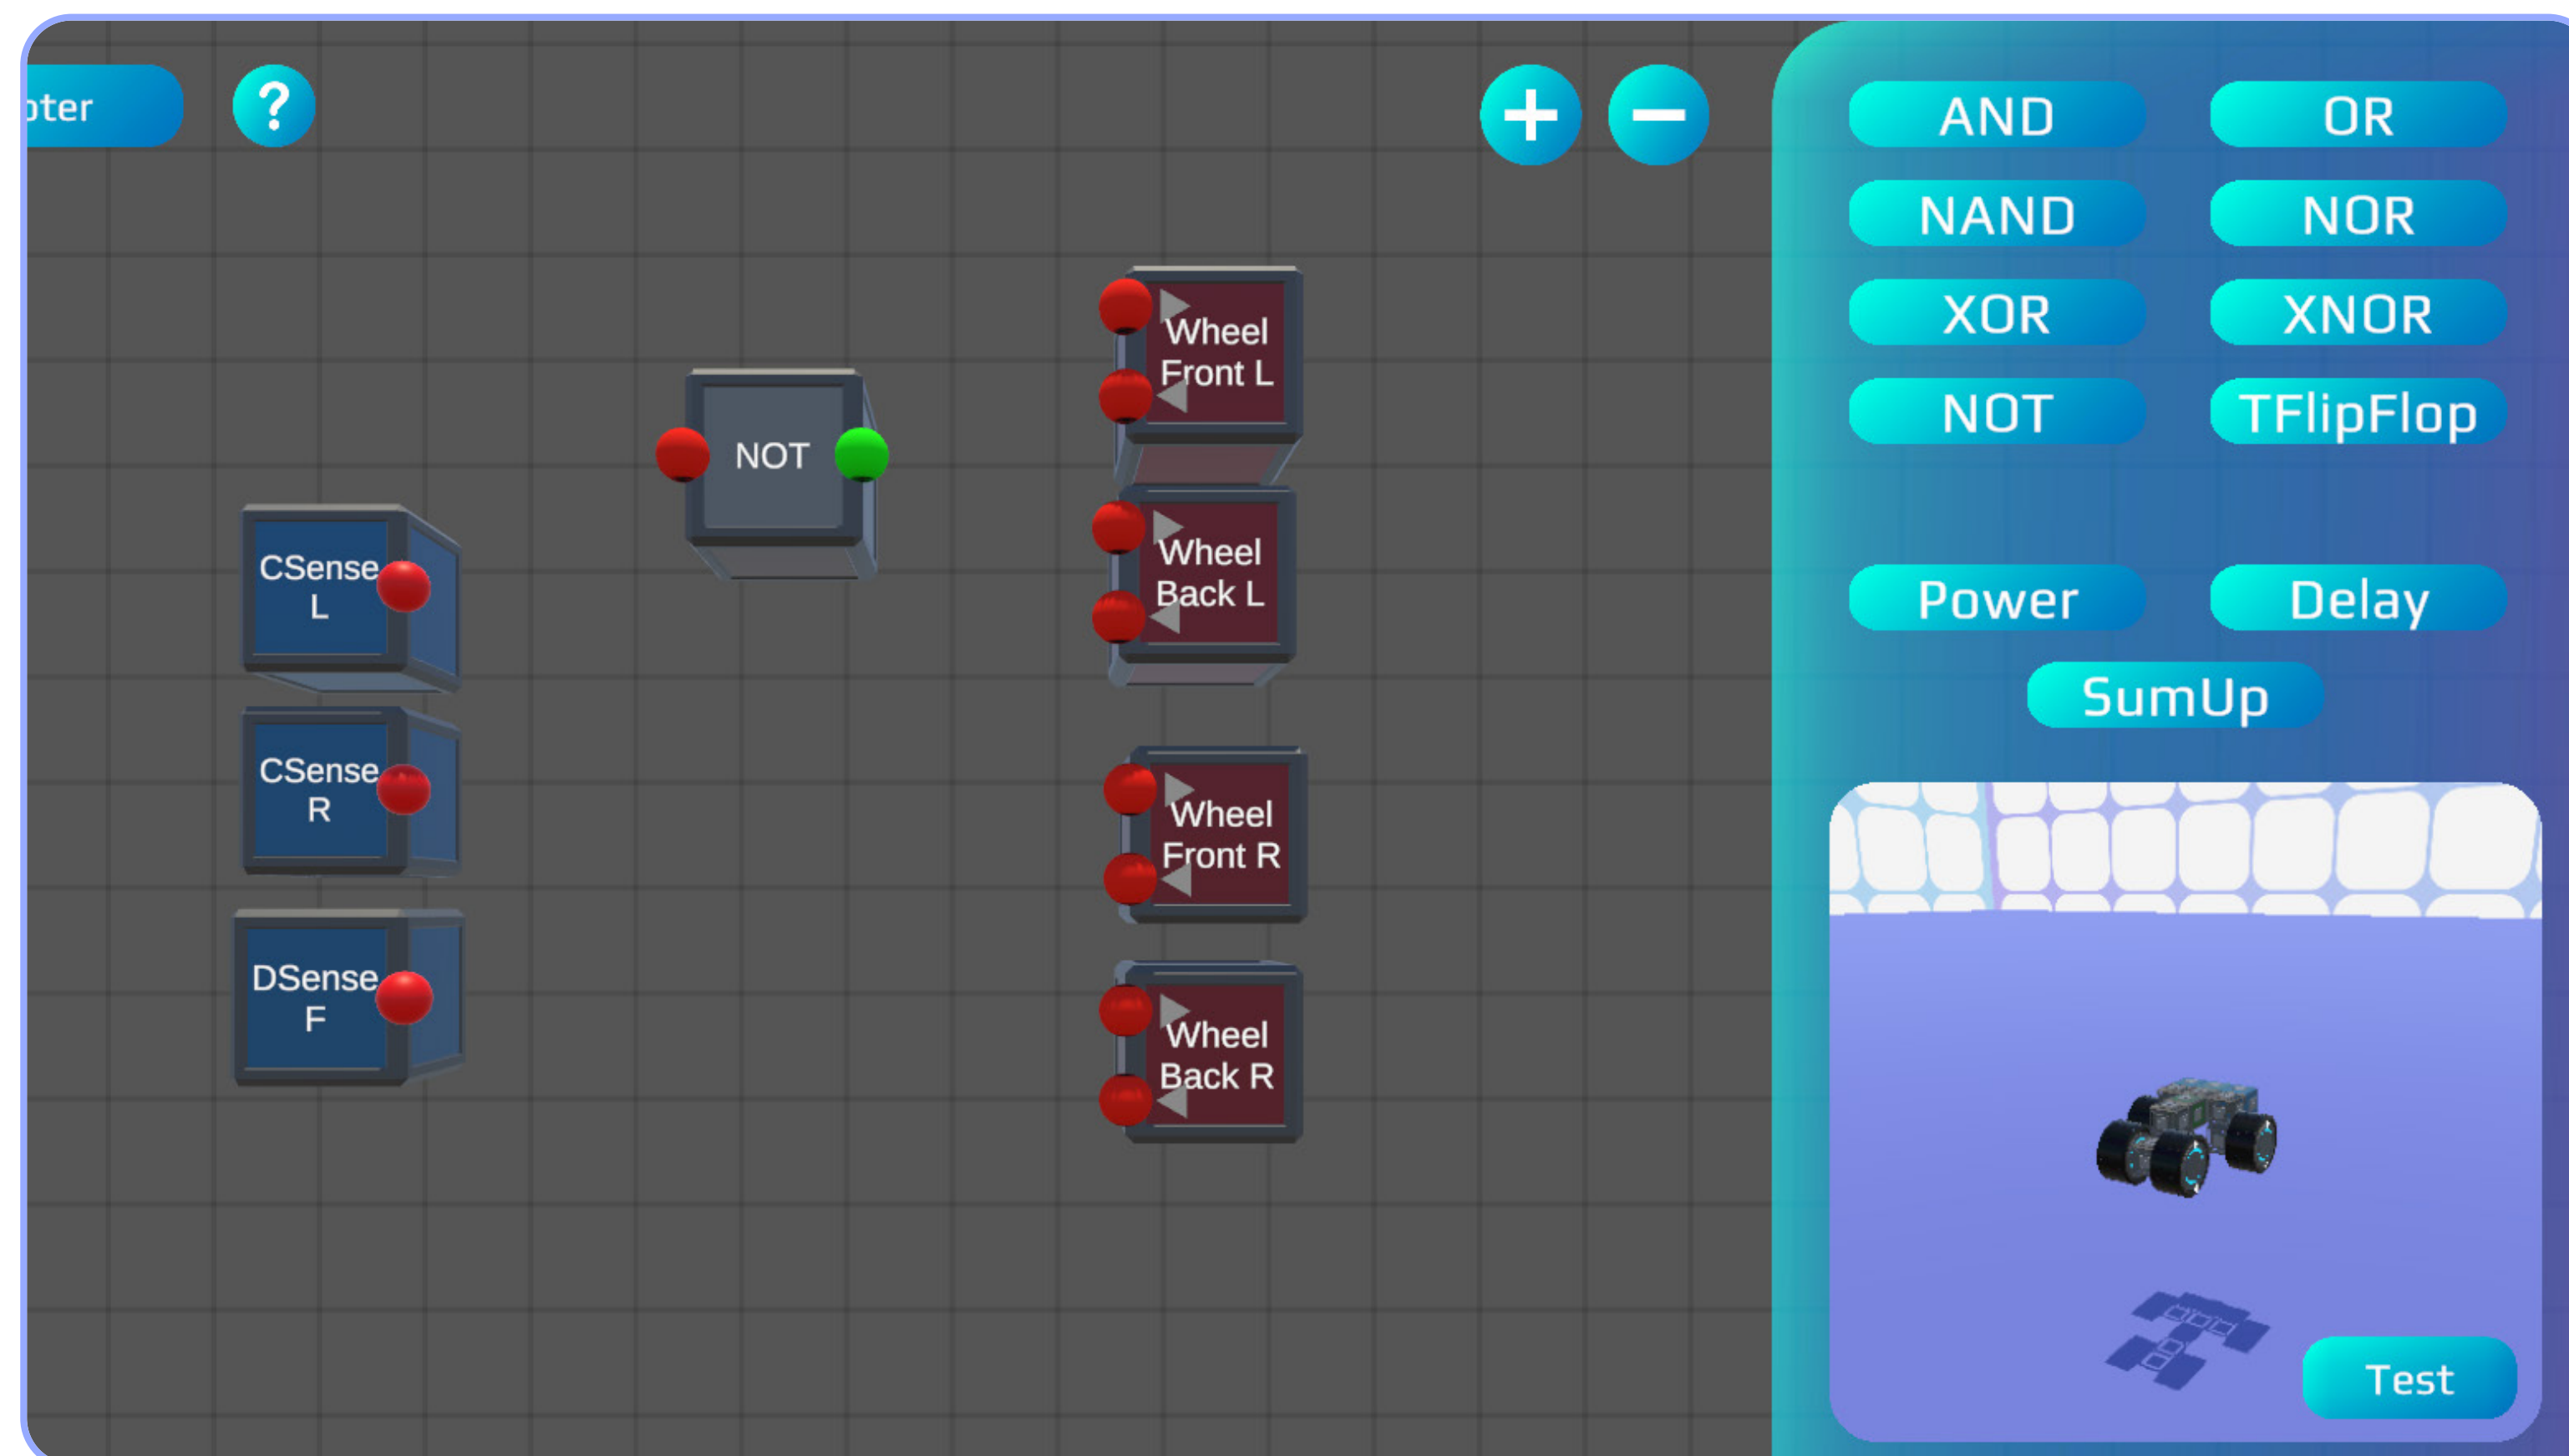 oter
?
+
−
AND
OR
NAND
NOR
XOR
XNOR
NOT
TFlipFlop
Power
Delay
SumUp
Test
CSense
L
CSense
R
DSense
F
NOT
Wheel
Front L
Wheel
Back L
Wheel
Front R
Wheel
Back R